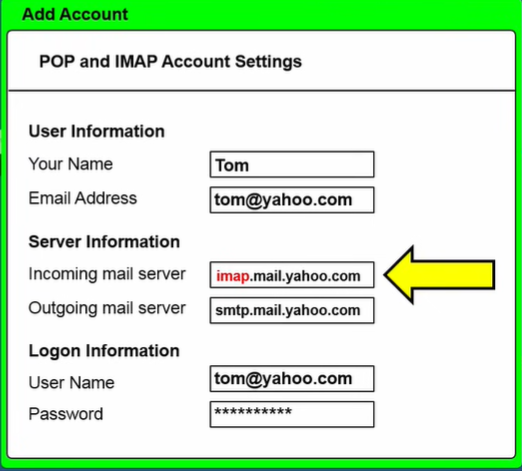 Add Account
POP and IMAP Account Settings
User Information
Your Name Tom
Email Address tom@yahoo.com
Server Information
Incoming mail server imap.mail.yahoo.com
Outgoing mail server smtp.mail.yahoo.com
Logon Information
User Name tom@yahoo.com
Password **********